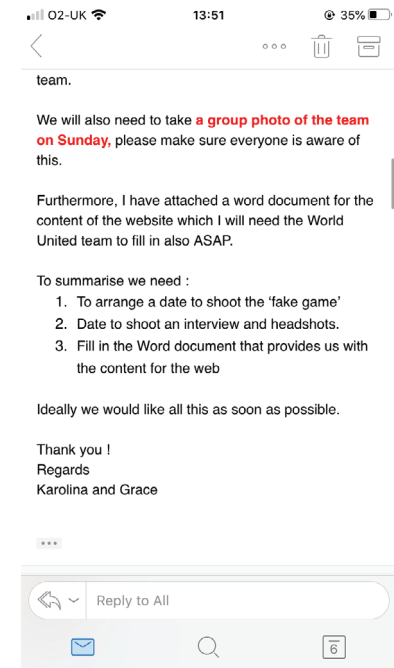 O2-UK
13:51
35%
team.
We will also need to take a group photo of the team
on Sunday, please make sure everyone is aware of
this.
Furthermore, I have attached a word document for the
content of the website which I will need the World
United team to fill in also ASAP.
To summarise we need :
1. To arrange a date to shoot the ‘fake game’
2. Date to shoot an interview and headshots.
3. Fill in the Word document that provides us with
the content for the web
Ideally we would like all this as soon as possible.
Thank you !
Regards
Karolina and Grace
Reply to All
6